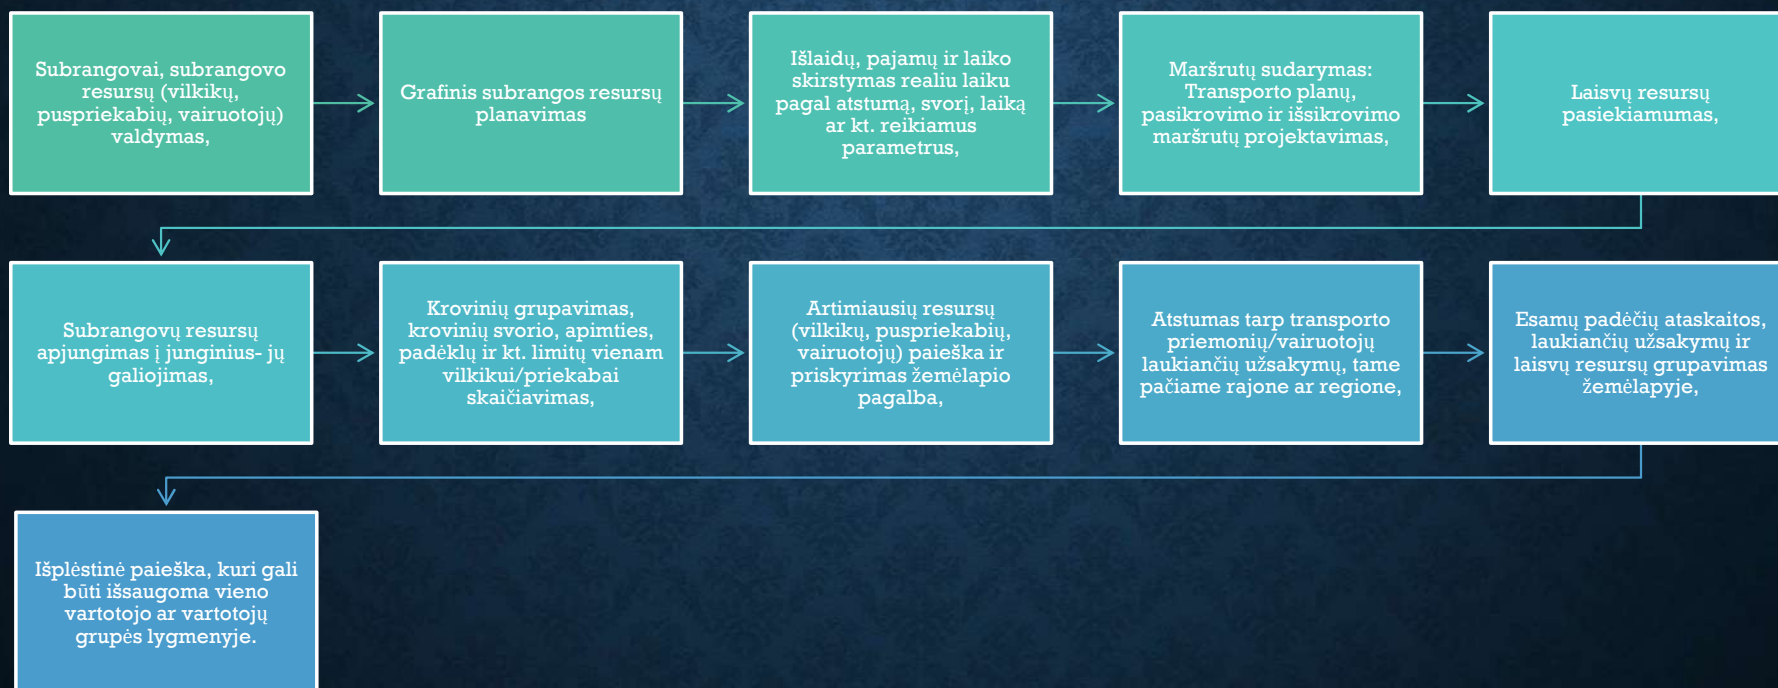 Subrangovai, subrangovo
resursų (vilkikų,
puspriekabių, vairuotojų)
valdymas,
Grafinis subrangos resursų
planavimas
Išlaidų, pajamų ir laiko
skirstymas realiu laiku
pagal atstumą, svorį, laiką
ar kt. reikiamus
parametrus,
Maršrutų sudarymas:
Transporto planų,
pasikrovimo ir išsikrovimo
maršrutų projektavimas,
Laisvų resursų
pasiekiamumas,
Subrangovų resursų
apjungimas į junginius- jų
galiojimas,
Krovinių grupavimas,
krovinių svorio, apimties,
padėklų ir kt. limitų vienam
vilkikui/priekabai
skaičiavimas,
Artimiausių resursų
(vilkikų, puspriekabių,
vairuotojų) paieška ir
priskyrimas žemėlapio
pagalba,
Atstumas tarp transporto
priemonių/vairuotojų
laukiančių užsakymų, tame
pačiame rajone ar regione,
Esamų padėčių ataskaitos,
laukiančių užsakymų ir
laisvų resursų grupavimas
žemėlapyje,
Išplėstinė paieška, kuri gali
būti išsaugoma vieno
vartotojo ar vartotojų
grupės lygmenyje.